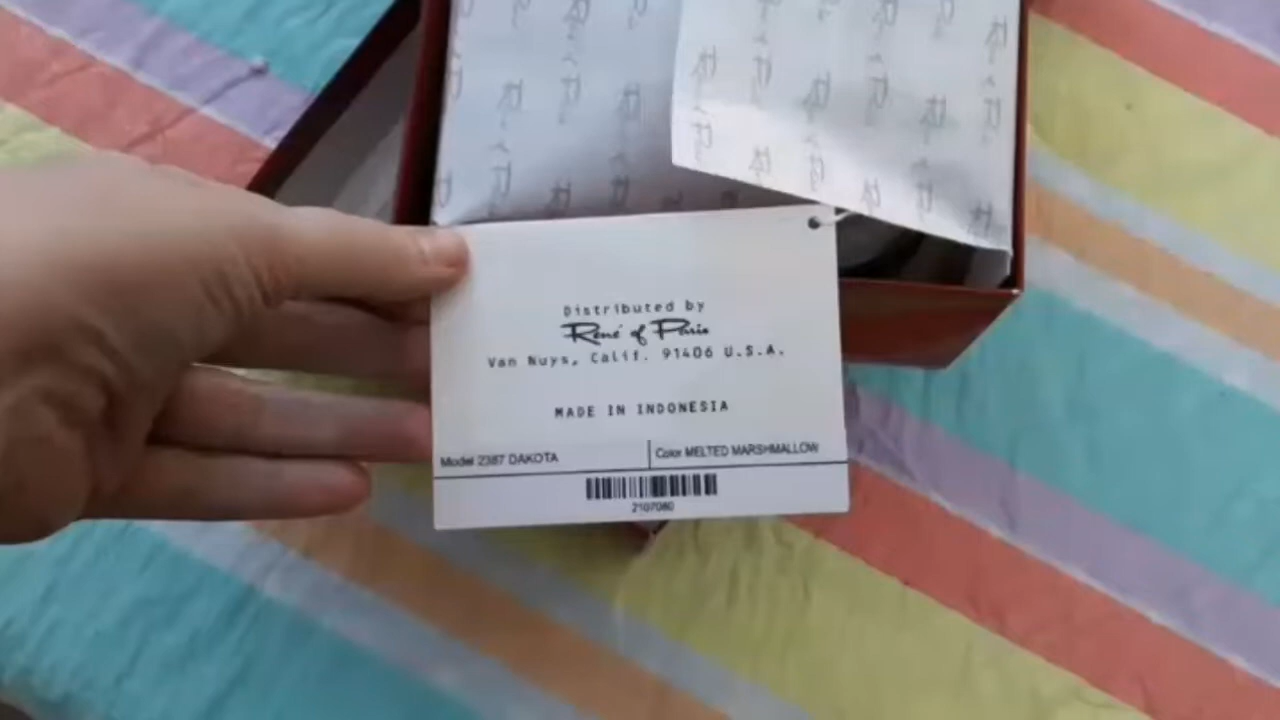 Distributed by
René of Paris
Van Nuys, Calif. 91406 U.S.A.
MADE IN INDONESIA
Model 2387 DAKOTA
Color MELTED MARSHMALLOW
2107080